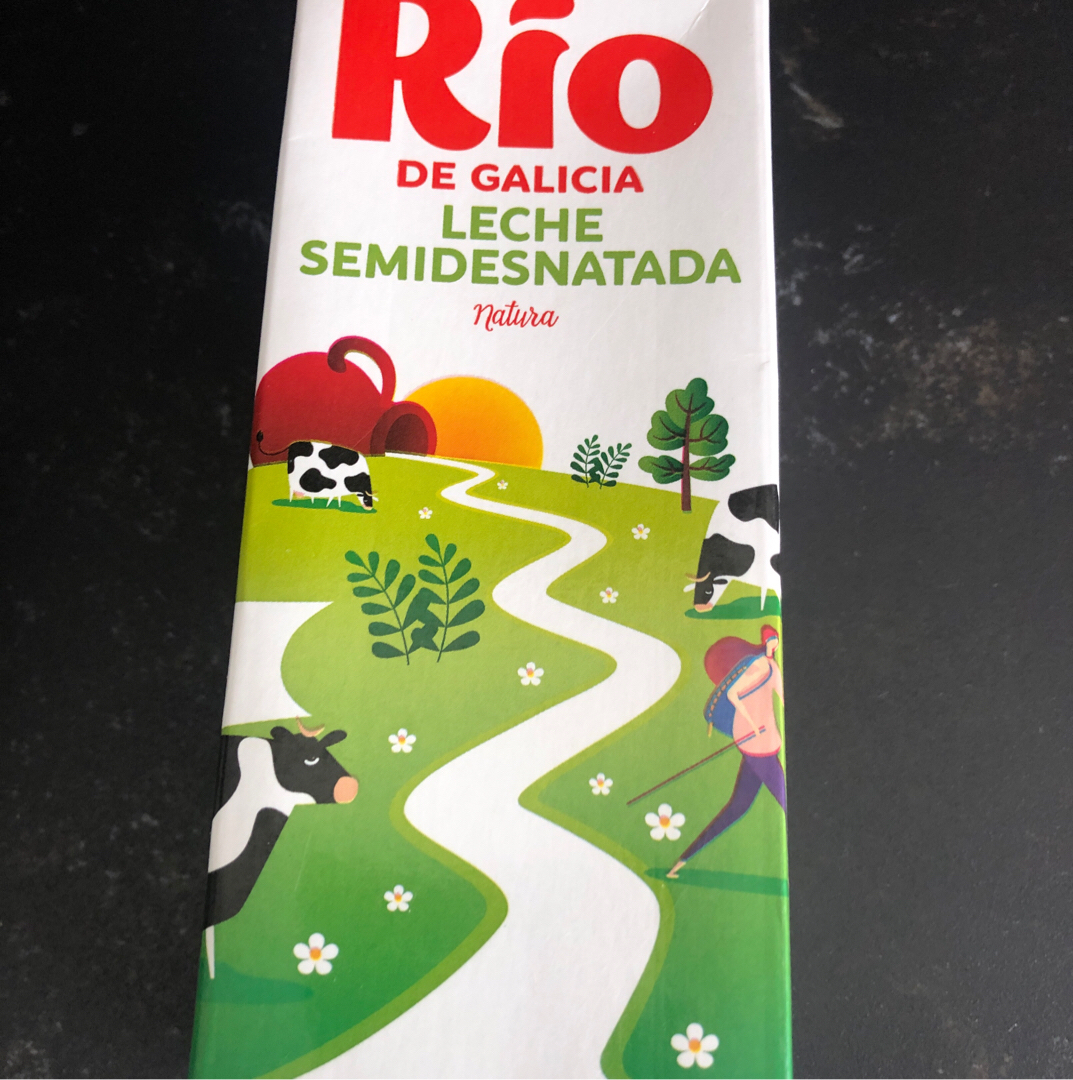 Río
DE GALICIA
LECHE
SEMIDESNATADA
Natura